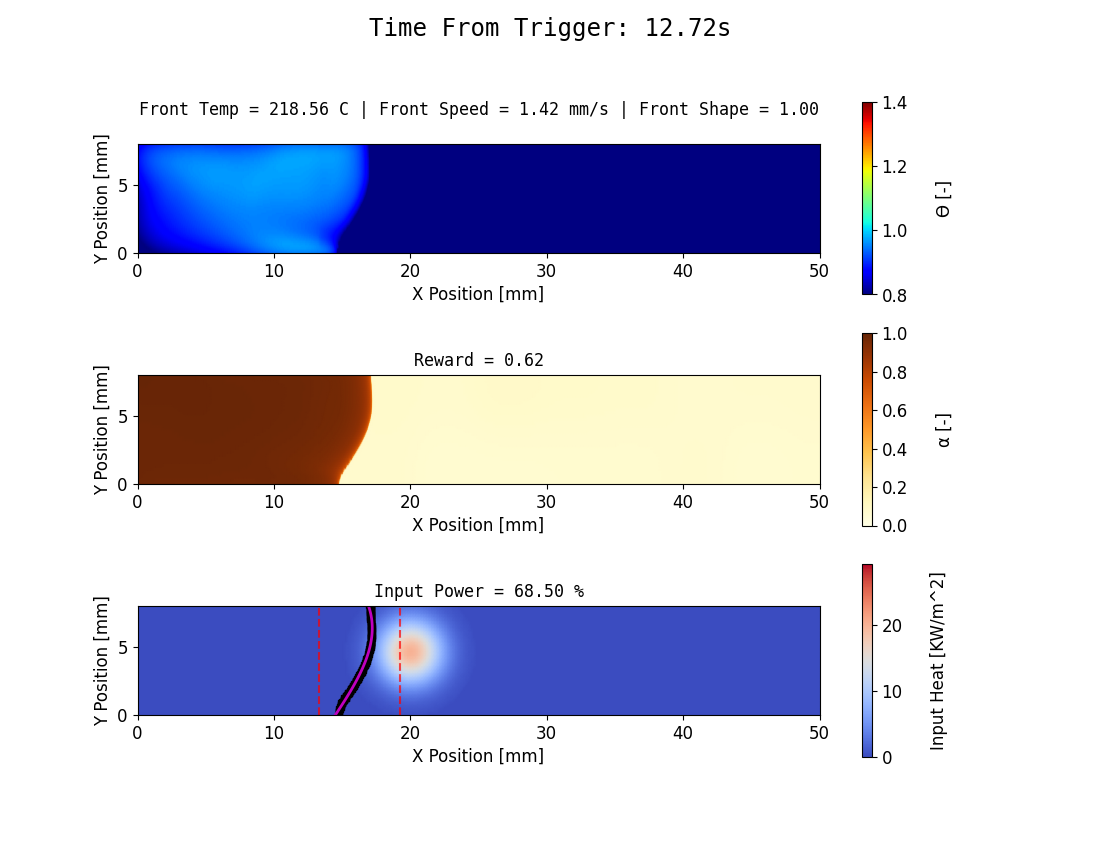 Time From Trigger: 12.72s
Front Temp = 218.56 C | Front Speed = 1.42 mm/s | Front Shape = 1.00
Y Position [mm]
5
0
0 10 20 30 40 50
X Position [mm]
1.4
1.2
1.0
0.8
Θ [-]
Reward = 0.62
Y Position [mm]
5
0
0 10 20 30 40 50
X Position [mm]
1.0
0.8
0.6
0.4
0.2
0.0
α [-]
Input Power = 68.50 %
Y Position [mm]
5
0
0 10 20 30 40 50
X Position [mm]
20
10
0
Input Heat [KW/m^2]